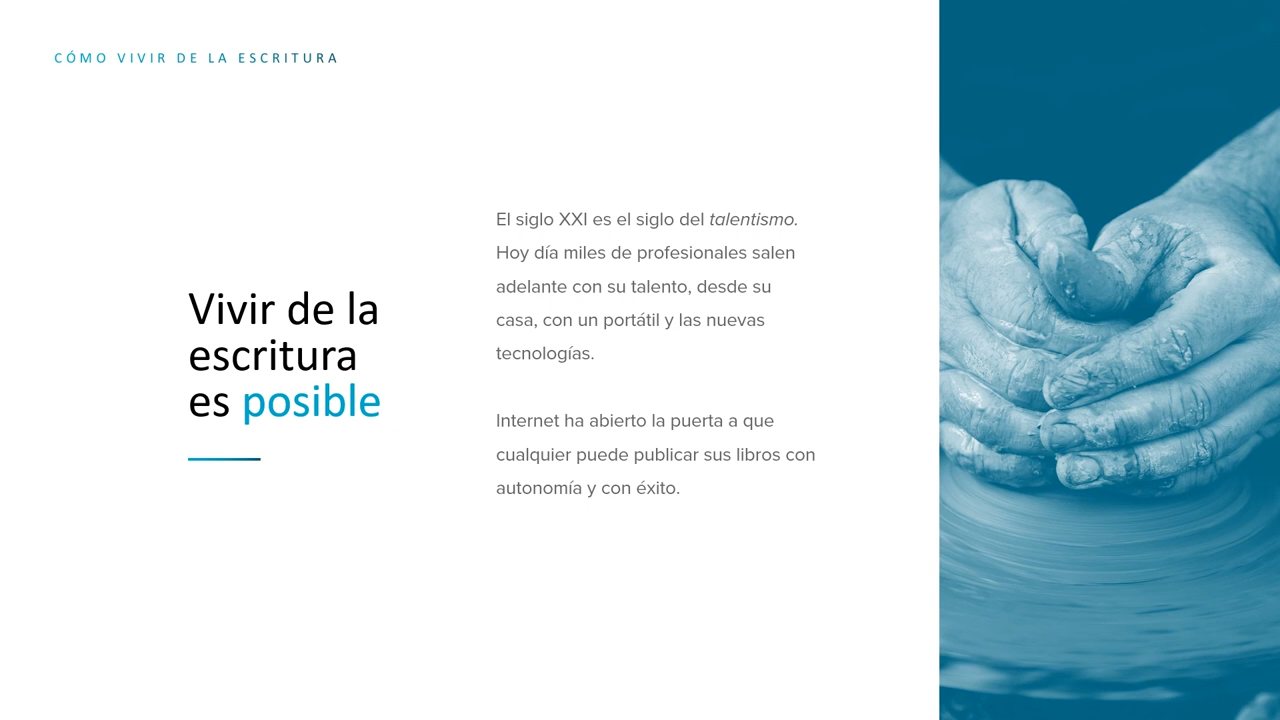 CÓMO VIVIR DE LA ESCRITURA
Vivir de la
escritura
es posible
El siglo XXI es el siglo del talentismo.
Hoy día miles de profesionales salen
adelante con su talento, desde su
casa, con un portátil y las nuevas
tecnologías.
Internet ha abierto la puerta a que
cualquier puede publicar sus libros con
autonomía y con éxito.